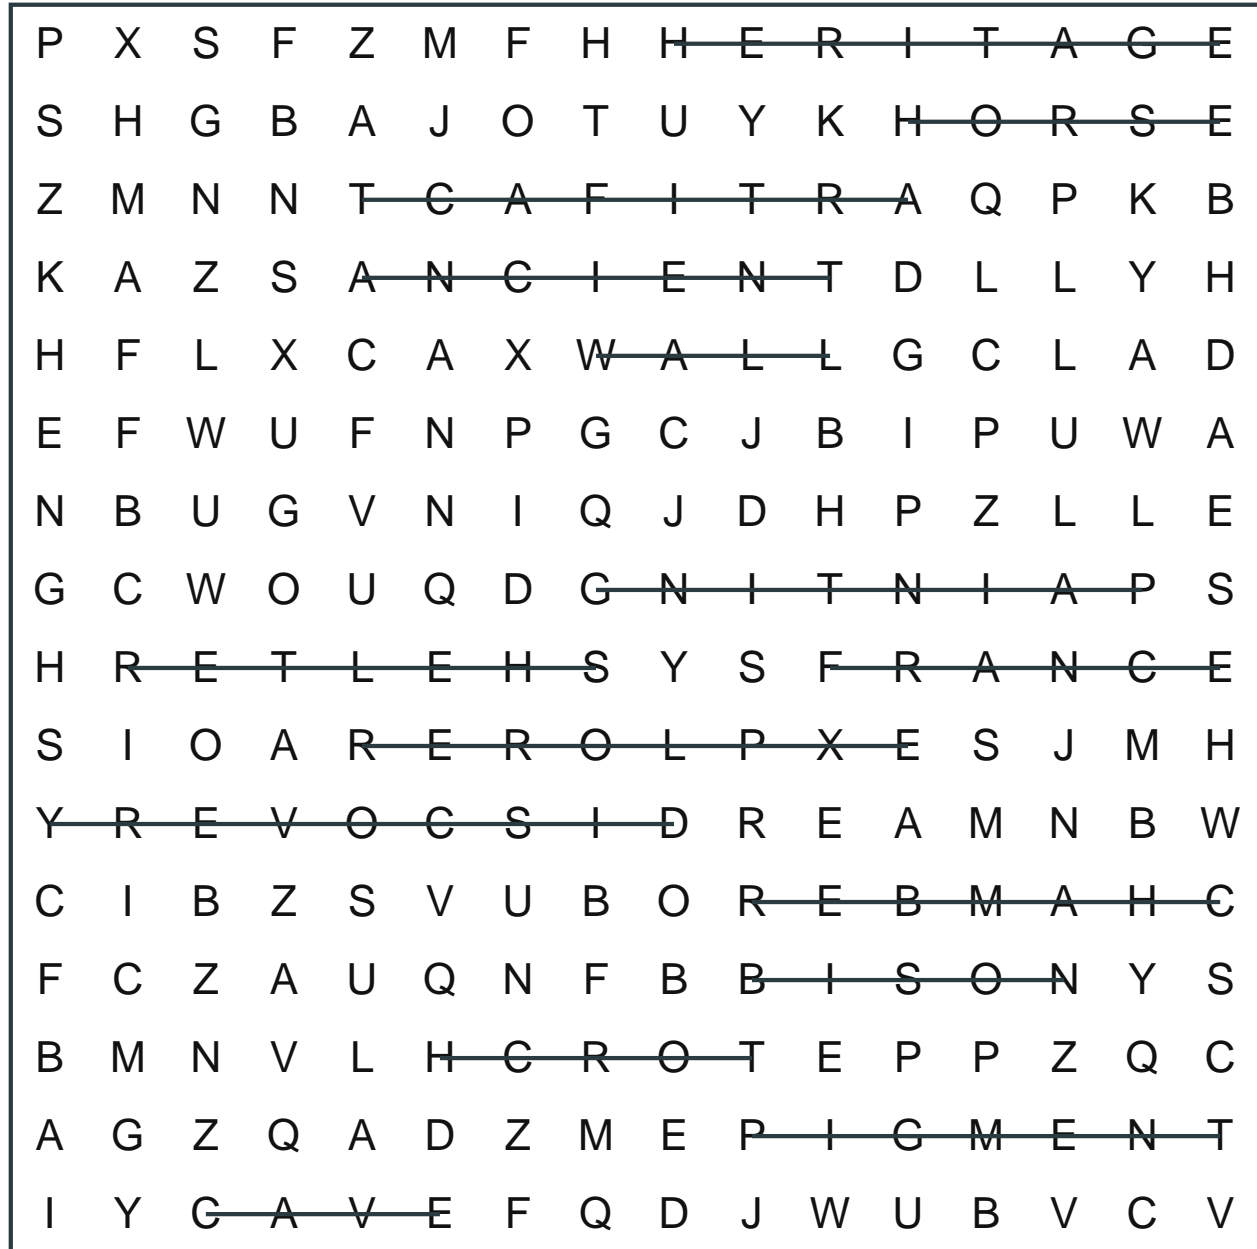 P X S F Z M F H H E R I T A G E
S H G B A J O T U Y K H O R S E
Z M N N T C A F I T R A Q P K B
K A Z S A N C I E N T D L L Y H
H F L X C A X W A L L G C L A D
E F W U F N P G C J B I P U W A
N B U G V N I Q J D H P Z L L E
G C W O U Q D G N I T N I A P S
H R E T L E H S Y S F R A N C E
S I O A R E R O L P X E S J M H
Y R E V O C S I D R E A M N B W
C I B Z S V U B O R E B M A H C
F C Z A U Q N F B B I S O N Y S
B M N V L H C R O T E P P Z Q C
A G Z Q A D Z M E P I G M E N T
I Y C A V E F Q D J W U B V C V